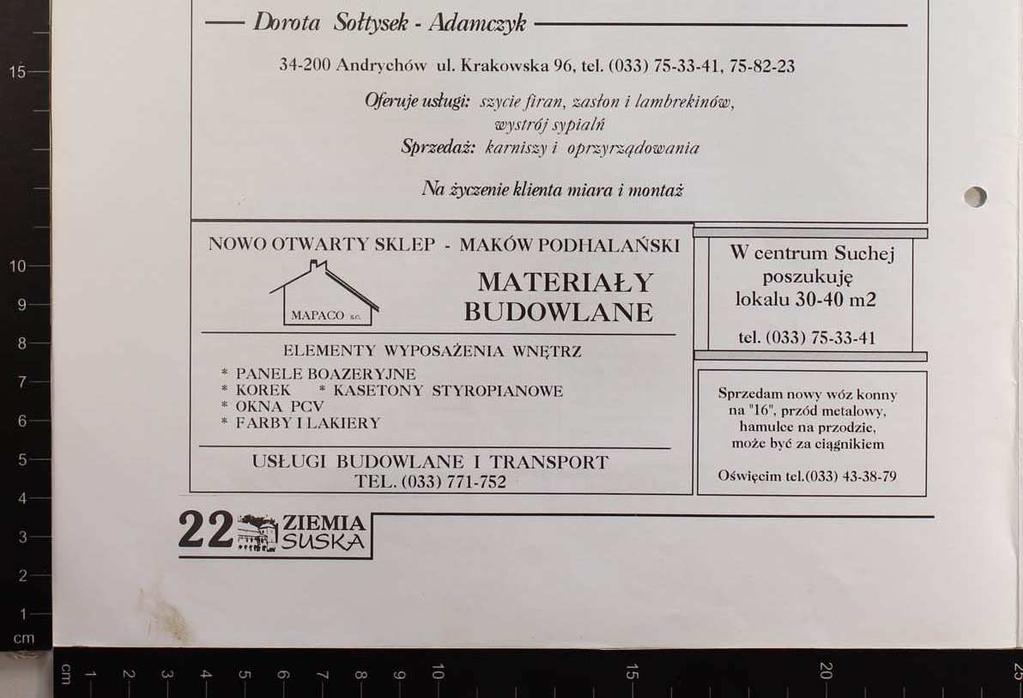 Dorota Sołtysek - Adamczyk
34-200 Andrychów ul. Krakowska 96, tel. (033) 75-33-41, 75-82-23
Oferuje usługi: szycie firan, zasłon i lambrekinów,
wystrój sypialń
Sprzedaż: karniszy i oprzyrządowania
Na życzenie klienta miara i montaż
NOWO OTWARTY SKLEP - MAKÓW PODHALAŃSKI
MAPACO s.c.
MATERIAŁY
BUDOWLANE
ELEMENTY WYPOSAŻENIA WNĘTRZ
* PANELE BOAZERYJNE
* KOREK * KASETONY STYROPIANOWE
* OKNA PCV
* FARBY I LAKIERY
USŁUGI BUDOWLANE I TRANSPORT
TEL. (033) 771-752
W centrum Suchej
poszukuję
lokalu 30-40 m2
tel. (033) 75-33-41
Sprzedam nowy wóz konny
na "16", przód metalowy,
hamulec na przodzie,
może być za ciągnikiem
Oświęcim tel.(033) 43-38-79
22 ZIEMIA
SUSKA
15
10
9
8
7
6
5
4
3
2
1
cm
cm 1 2 3 4 5 6 7 8 9 10 15 20 25